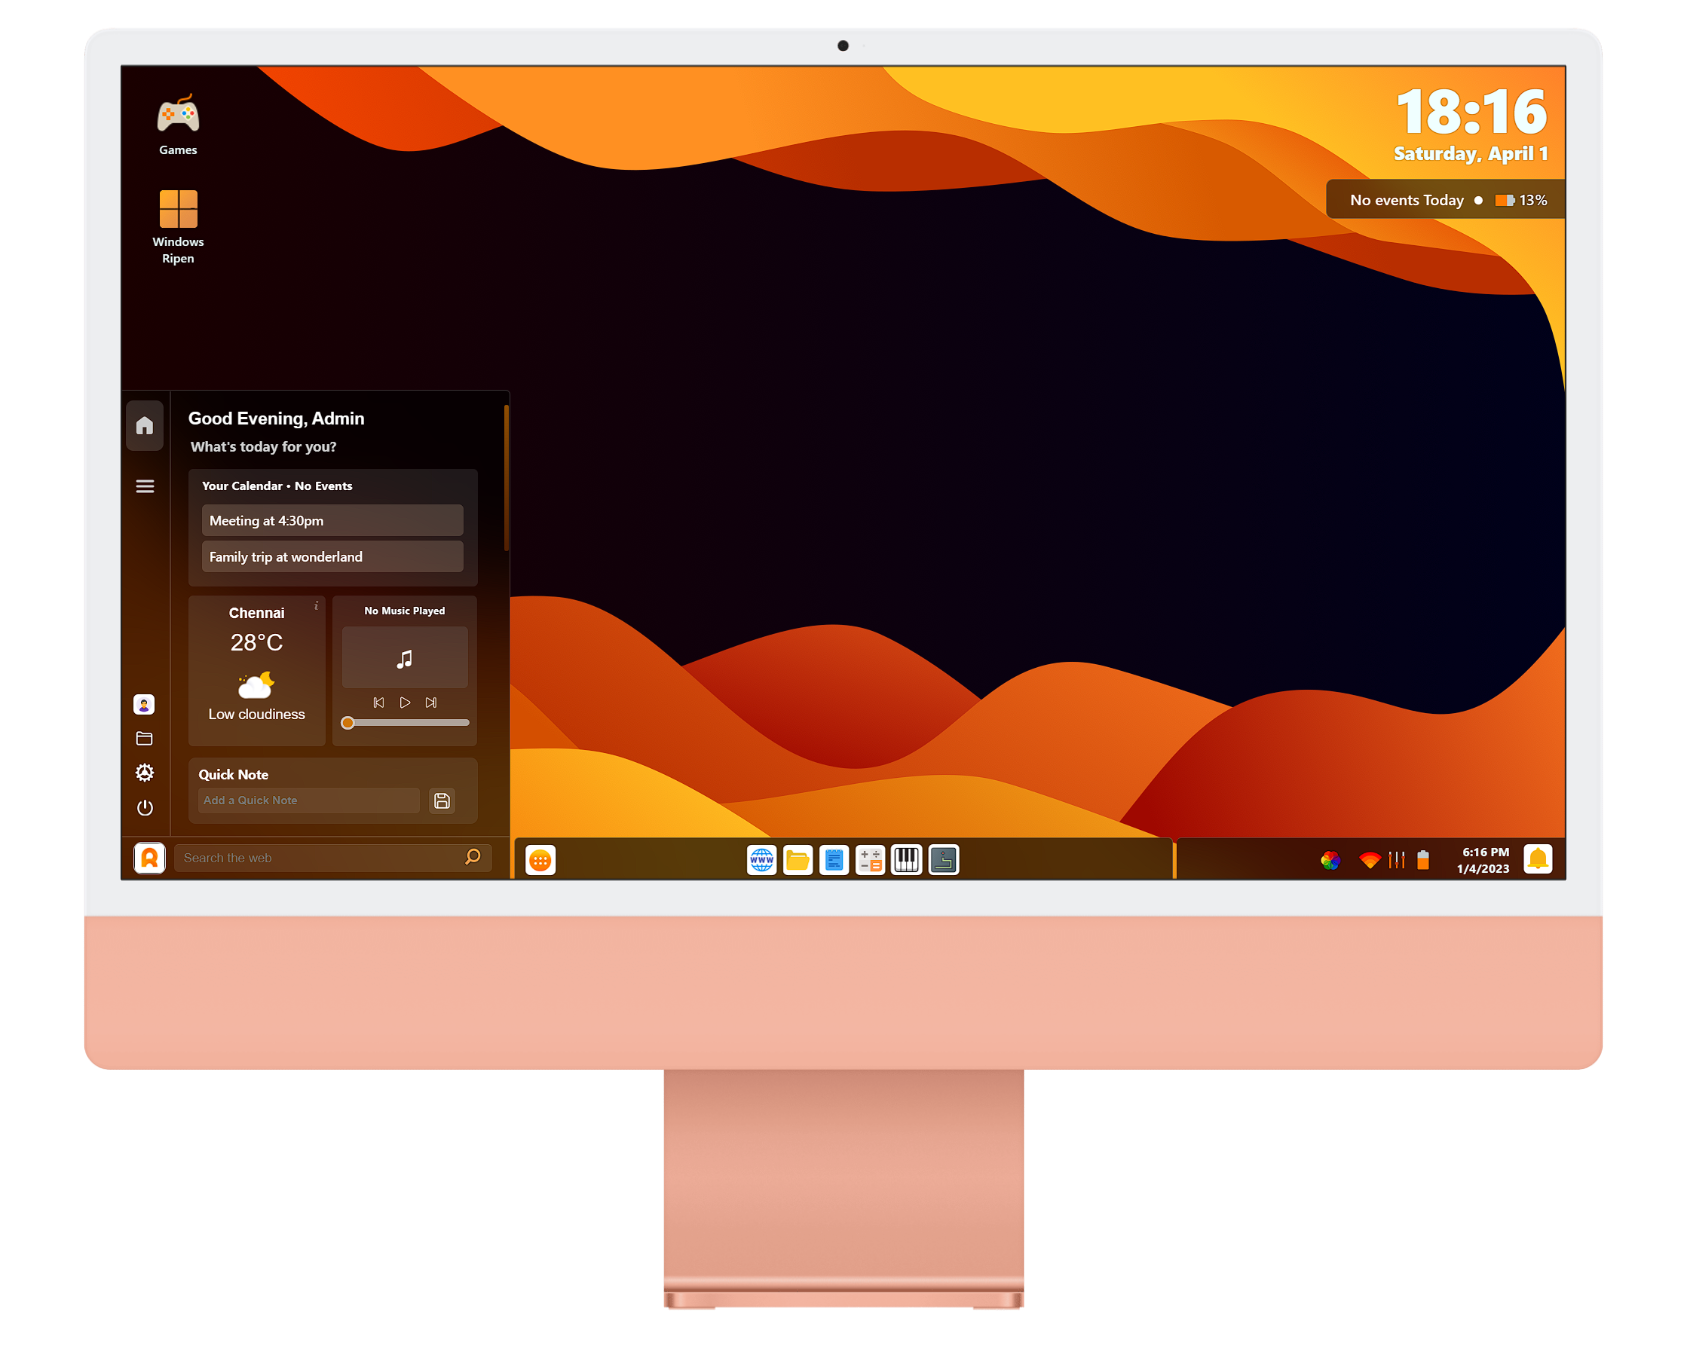 Games
Windows
Ripen
18:16
Saturday, April 1
No events Today ● 13%
Good Evening, Admin
What's today for you?
Your Calendar • No Events
Meeting at 4:30pm
Family trip at wonderland
Chennai
i
28°C
Low cloudiness
No Music Played
Quick Note
Add a Quick Note
Search the web
www
6:16 PM
1/4/2023